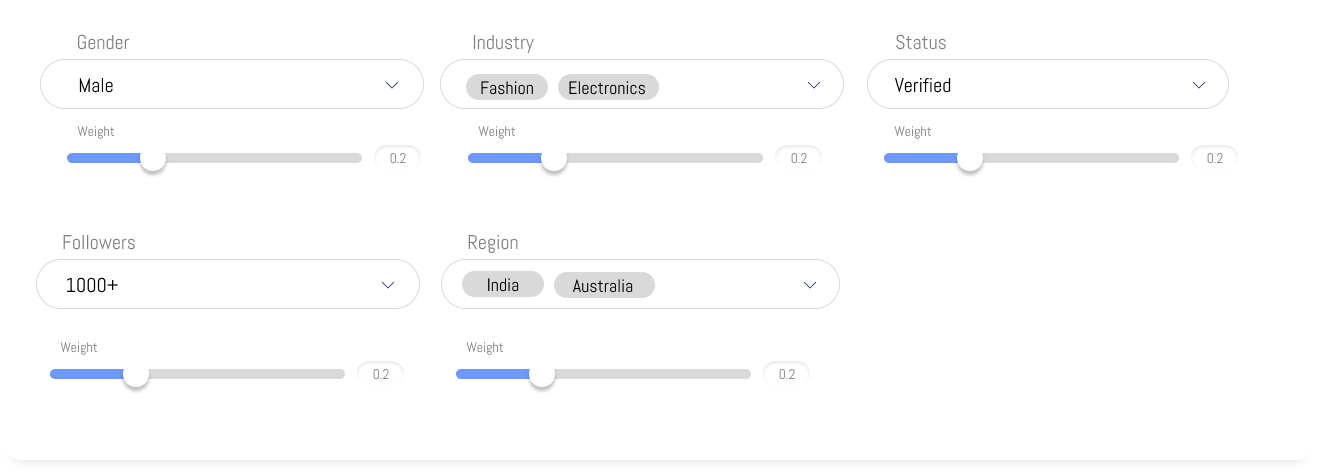 Gender
Industry
Status
Male
Fashion Electronics
Verified
Weight
Weight
Weight
0.2
0.2
0.2
Followers
Region
1000+
India Australia
Weight
Weight
0.2
0.2